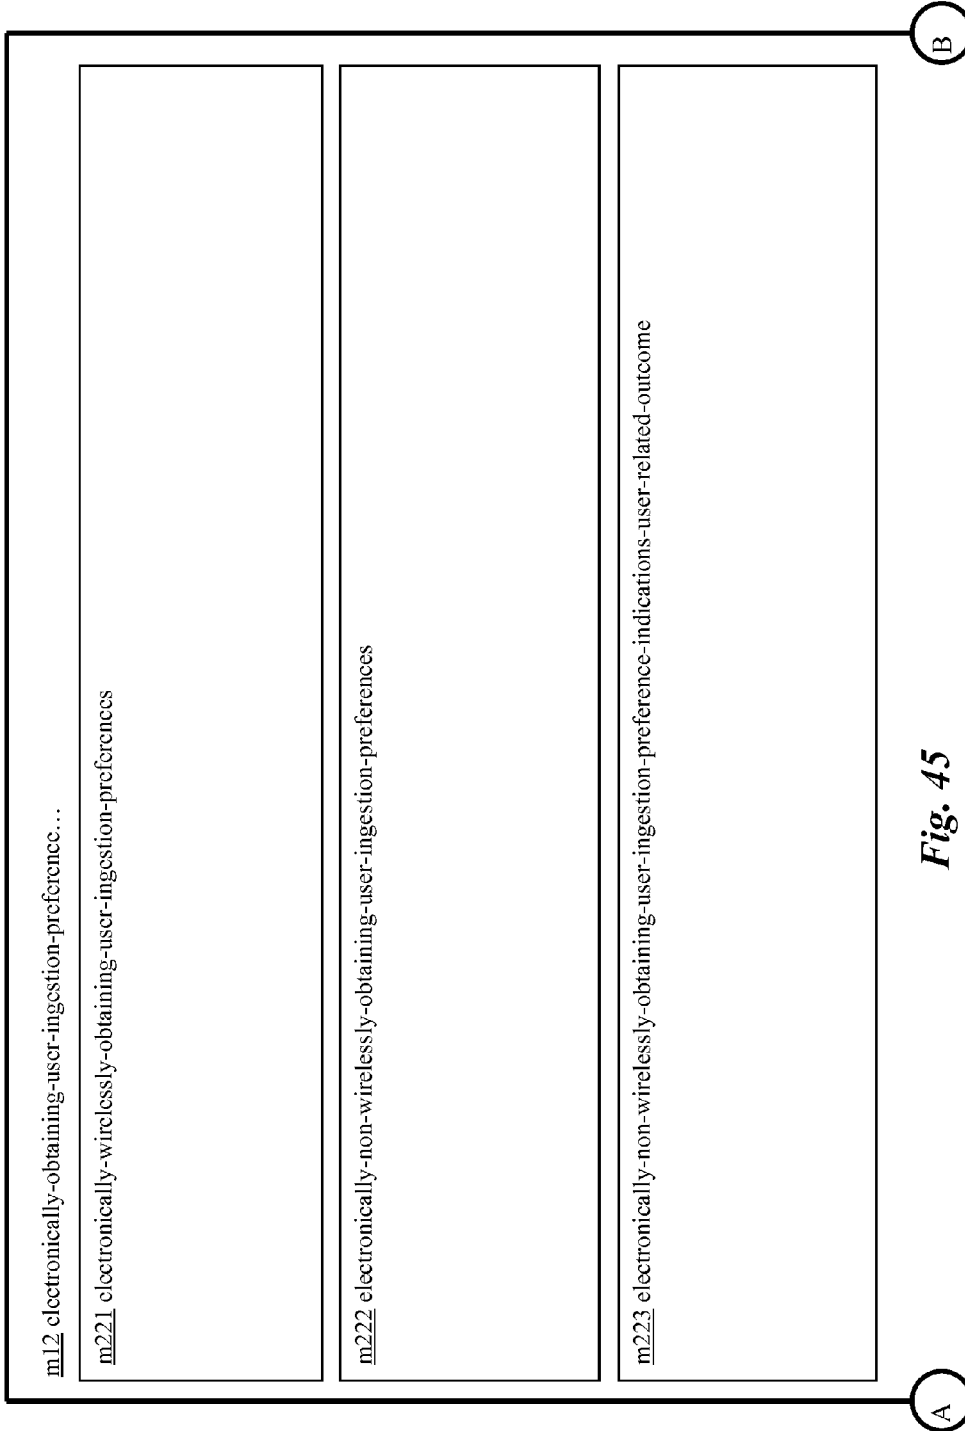 m12 electronically-obtaining-user-ingestion-preference…
m221 electronically-wirelessly-obtaining-user-ingestion-preferences
m222 electronically-non-wirelessly-obtaining-user-ingestion-preferences
m223 electronically-non-wirelessly-obtaining-user-ingestion-preference-indications-user-related-outcome
A
B
Fig. 45